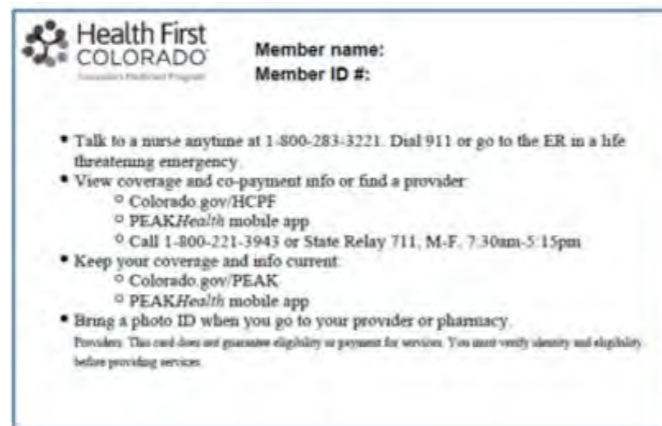 Health First
COLORADO
Colorado's Medicaid Program
Member name:
Member ID #:
• Talk to a nurse anytime at 1-800-283-3221. Dial 911 or go to the ER in a life
threatening emergency.
• View coverage and co-payment info or find a provider
○ Colorado.gov/HCPF
○ PEAKHealth mobile app
○ Call 1-800-221-3943 or State Relay 711, M-F, 7:30am-5:15pm
• Keep your coverage and info current
○ Colorado.gov/PEAK
○ PEAKHealth mobile app
• Bring a photo ID when you go to your provider or pharmacy.
Providers: This card does not guarantee eligibility or payment for services. You must verify identity and eligibility
before providing services.